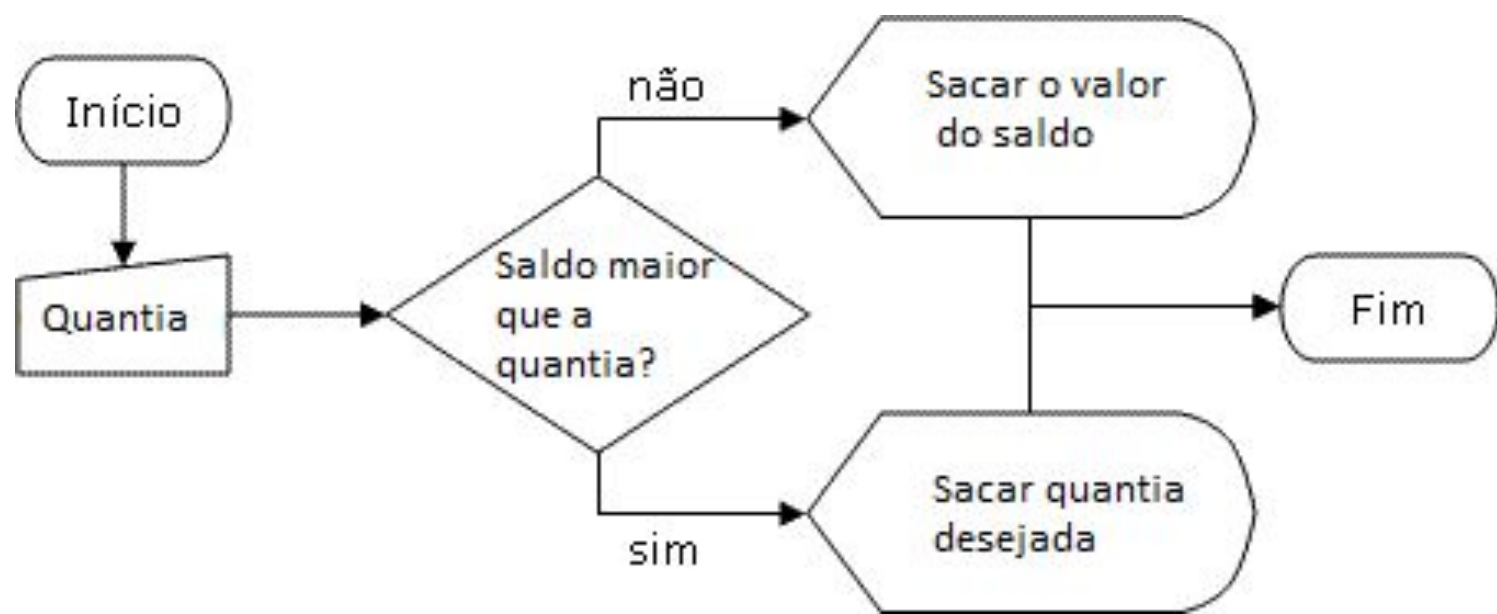 Início
Quantia
Saldo maior
que a
quantia?
não
Sacar o valor
do saldo
sim
Sacar quantia
desejada
Fim